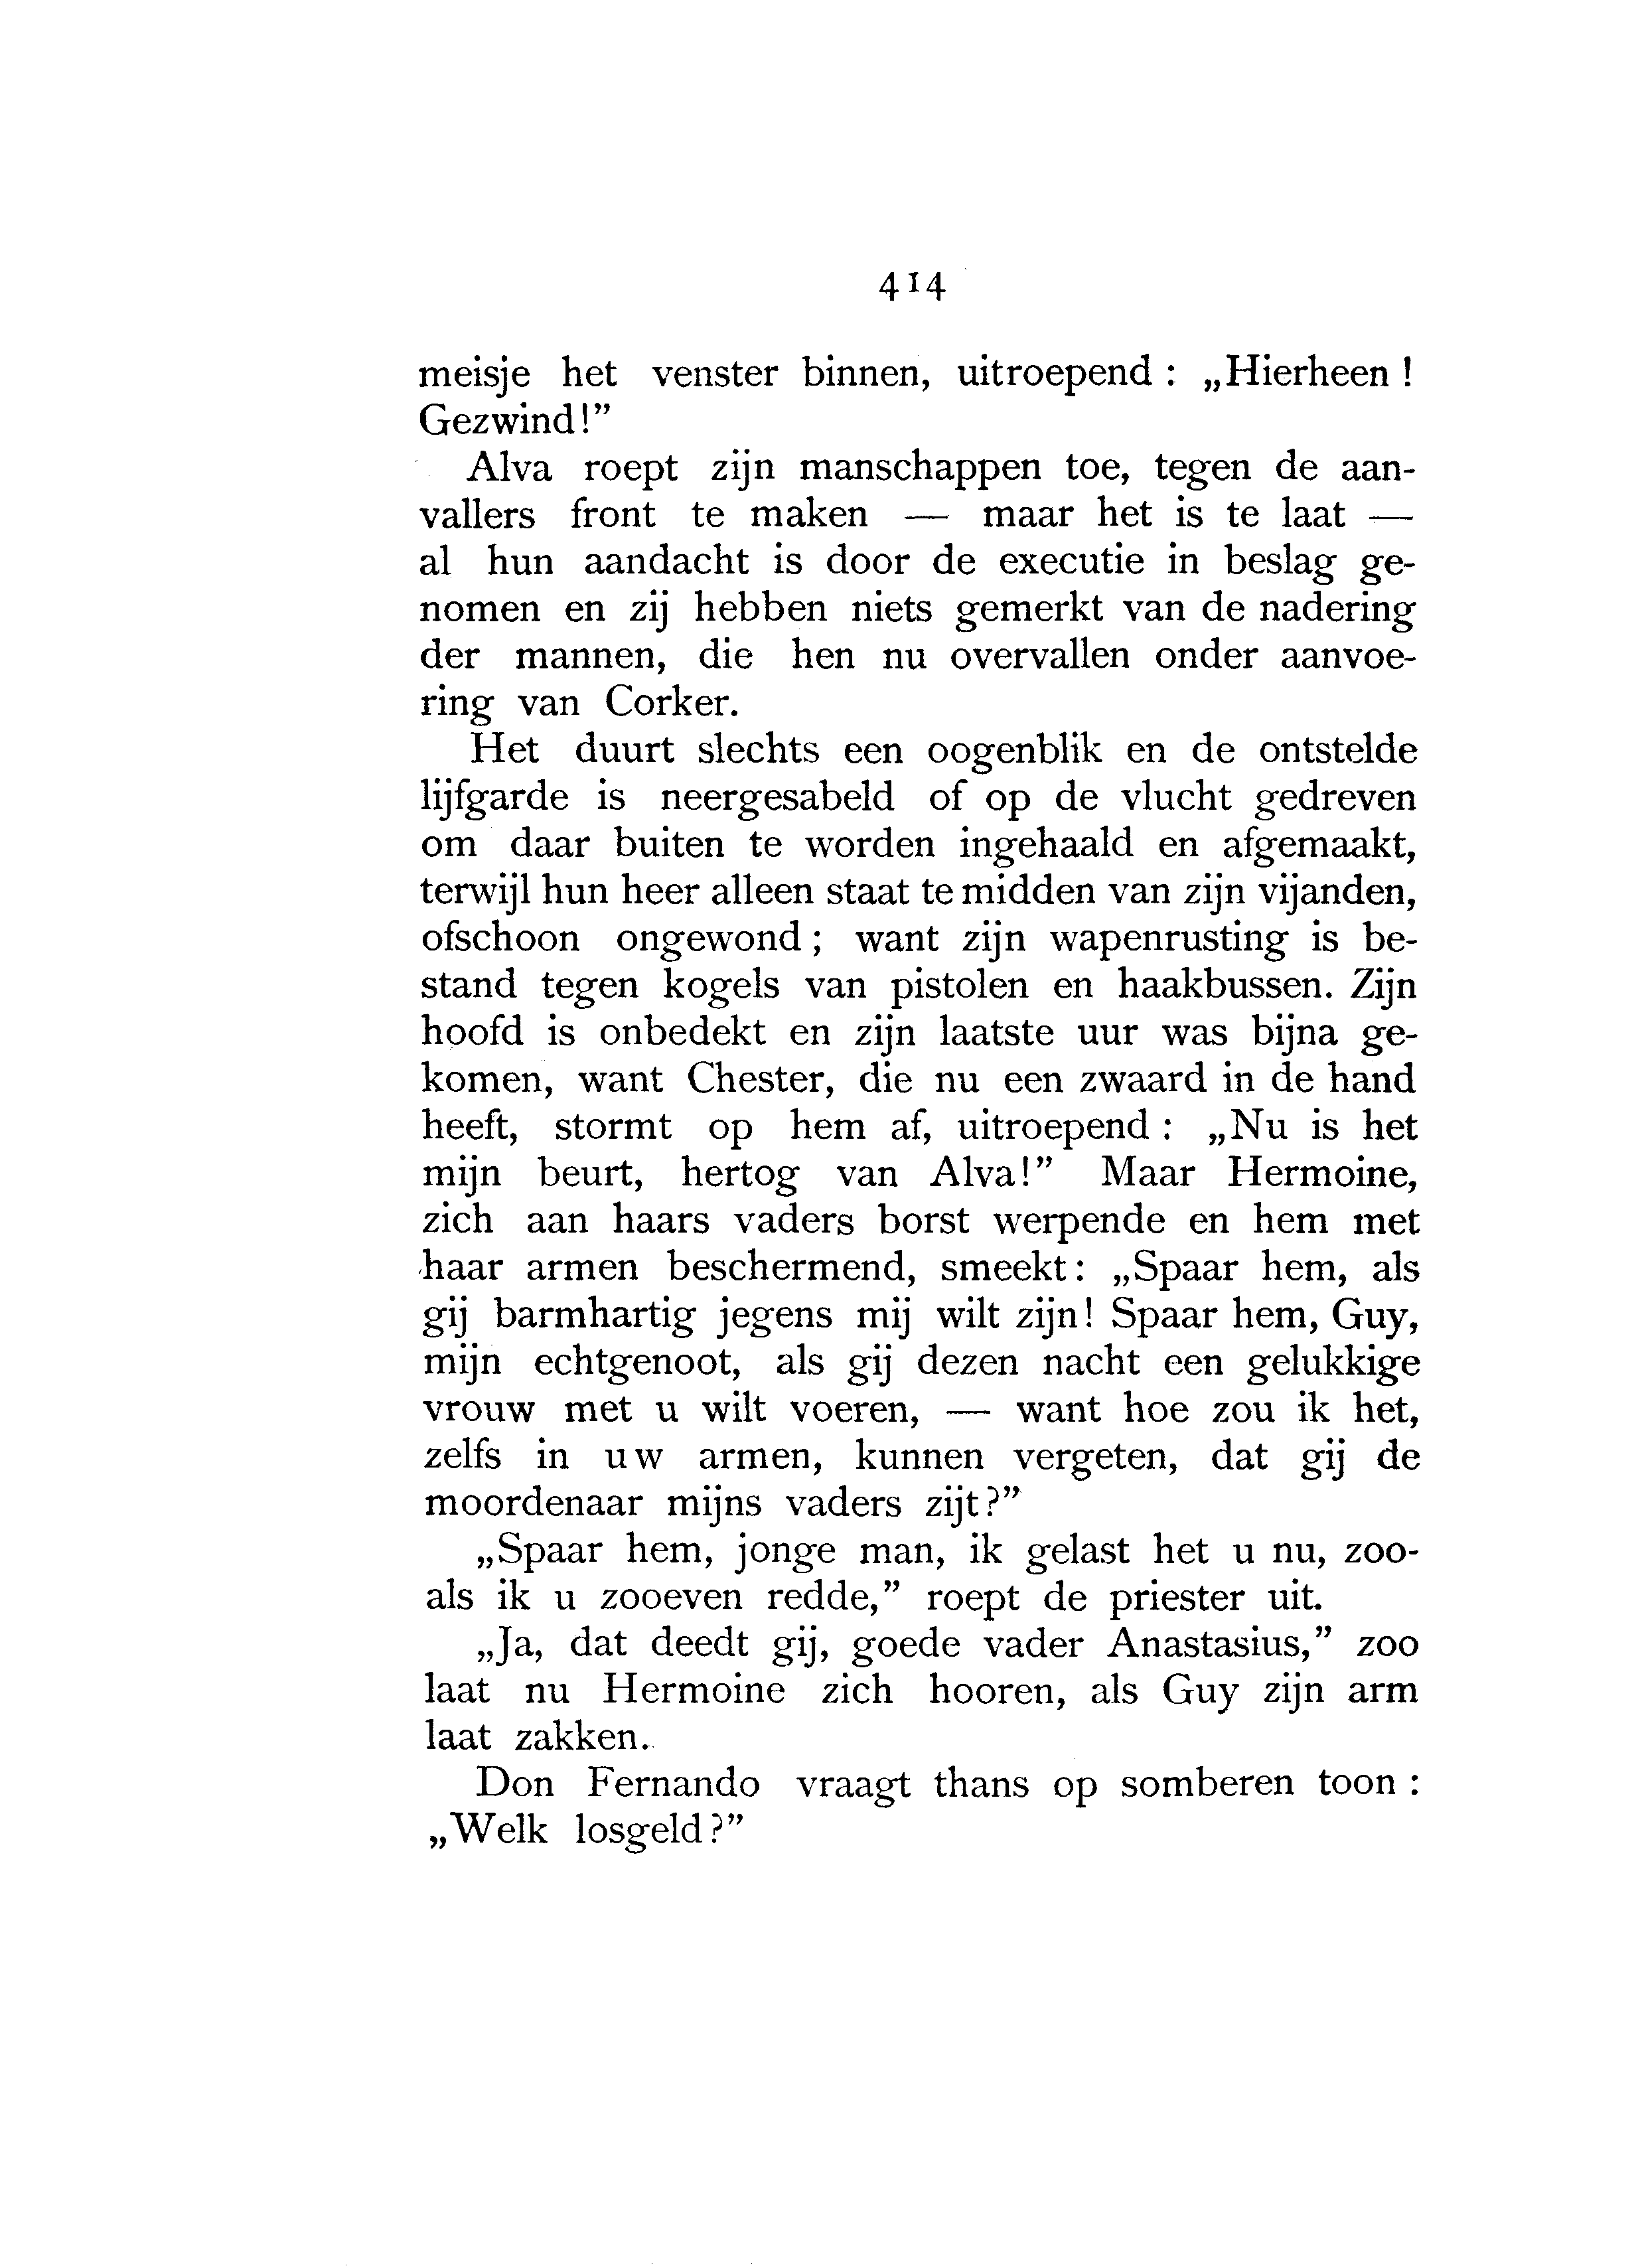 414
meisje het venster binnen, uitroepend : „Hierheen !
Gezwind!”
Alva roept zijn manschappen toe, tegen de aan-
vallers front te maken — maar het is te laat —
al hun aandacht is door de executie in beslag ge-
nomen en zij hebben niets gemerkt van de nadering
der mannen, die hen nu overvallen onder aanvoe-
ring van Corker.
Het duurt slechts een oogenblik en de ontstelde
lijfgarde is neergesabeld of op de vlucht gedreven
om daar buiten te worden ingehaald en afgemaakt,
terwijl hun heer alleen staat te midden van zijn vijanden,
ofschoon ongewond ; want zijn wapenrusting is be-
stand tegen kogels van pistolen en haakbussen. Zijn
hoofd is onbedekt en zijn laatste uur was bijna ge-
komen, want Chester, die nu een zwaard in de hand
heeft, stormt op hem af, uitroepend : „Nu is het
mijn beurt, hertog van Alva!” Maar Hermoine,
zich aan haars vaders borst werpende en hem met
haar armen beschermend, smeekt : „Spaar hem, als
gij barmhartig jegens mij wilt zijn! Spaar hem, Guy,
mijn echtgenoot, als gij dezen nacht een gelukkige
vrouw met u wilt voeren, — want hoe zou ik het,
zelfs in uw armen, kunnen vergeten, dat gij de
moordenaar mijns vaders zijt?”
„Spaar hem, jonge man, ik gelast het u nu, zoo-
als ik u zooeven redde,” roept de priester uit.
„Ja, dat deedt gij, goede vader Anastasius,” zoo
laat nu Hermoine zich hooren, als Guy zijn arm
laat zakken.
Don Fernando vraagt thans op somberen toon :
„Welk losgeld?”